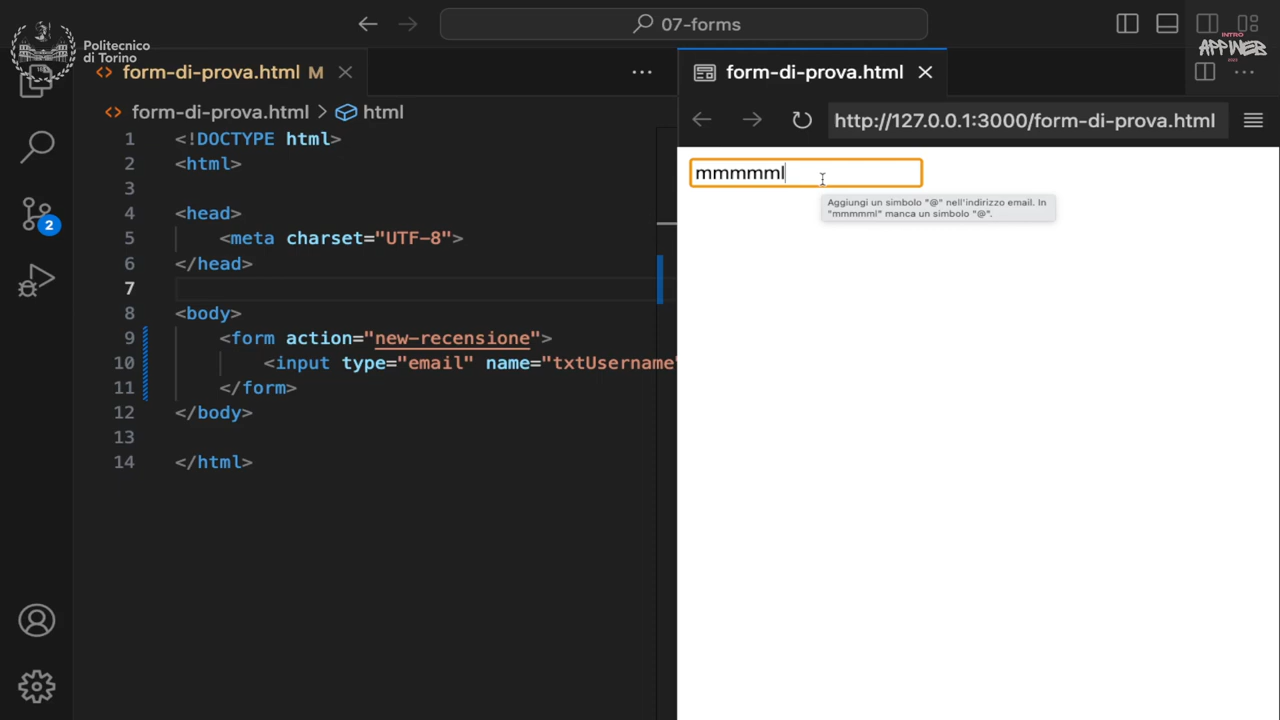 07-forms
Politecnico
di Torino
INTRO
APPWEB
form-di-prova.html M
form-di-prova.html
form-di-prova.html > html
http://127.0.0.1:3000/form-di-prova.html
1 <!DOCTYPE html>
2 <html>
3
4 <head>
5 <meta charset="UTF-8">
6 </head>
7
8 <body>
9 <form action="new-recensione">
10 <input type="email" name="txtUsername"
11 </form>
12 </body>
13
14 </html>
2
mmmmml
Aggiungi un simbolo "@" nell'indirizzo email. In
"mmmmml" manca un simbolo "@".